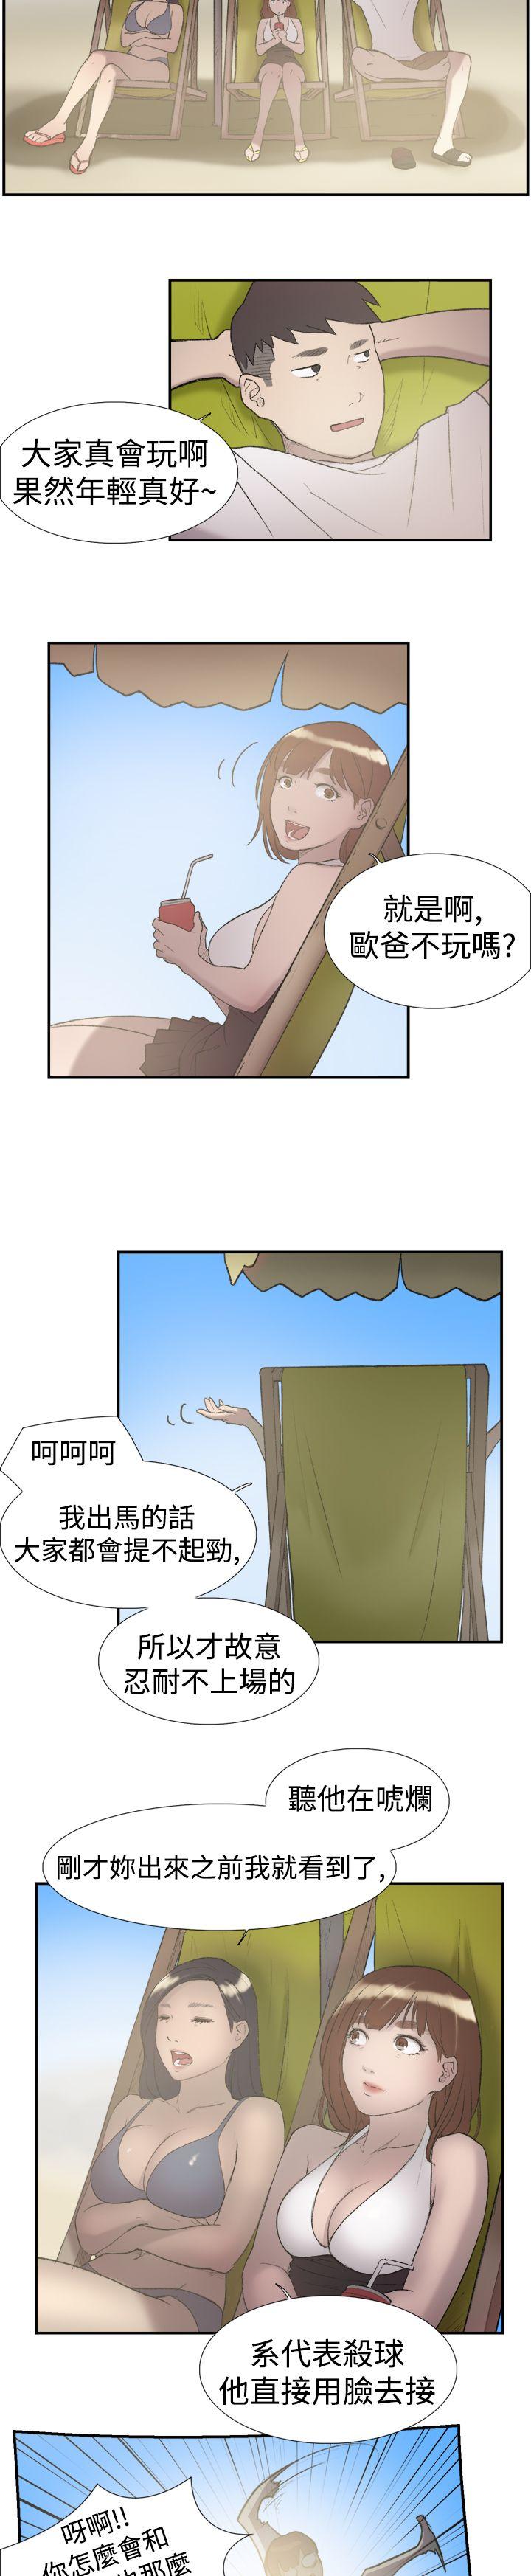 大家真會玩啊
果然年輕真好~
就是啊,
歐爸不玩嗎?
呵呵呵
我出馬的話
大家都會提不起勁,
所以才故意
忍耐不上場的
聽他在唬爛
剛才妳出來之前我就看到了,
系代表殺球
他直接用臉去接
呀啊!!
你怎麼會和
那麼